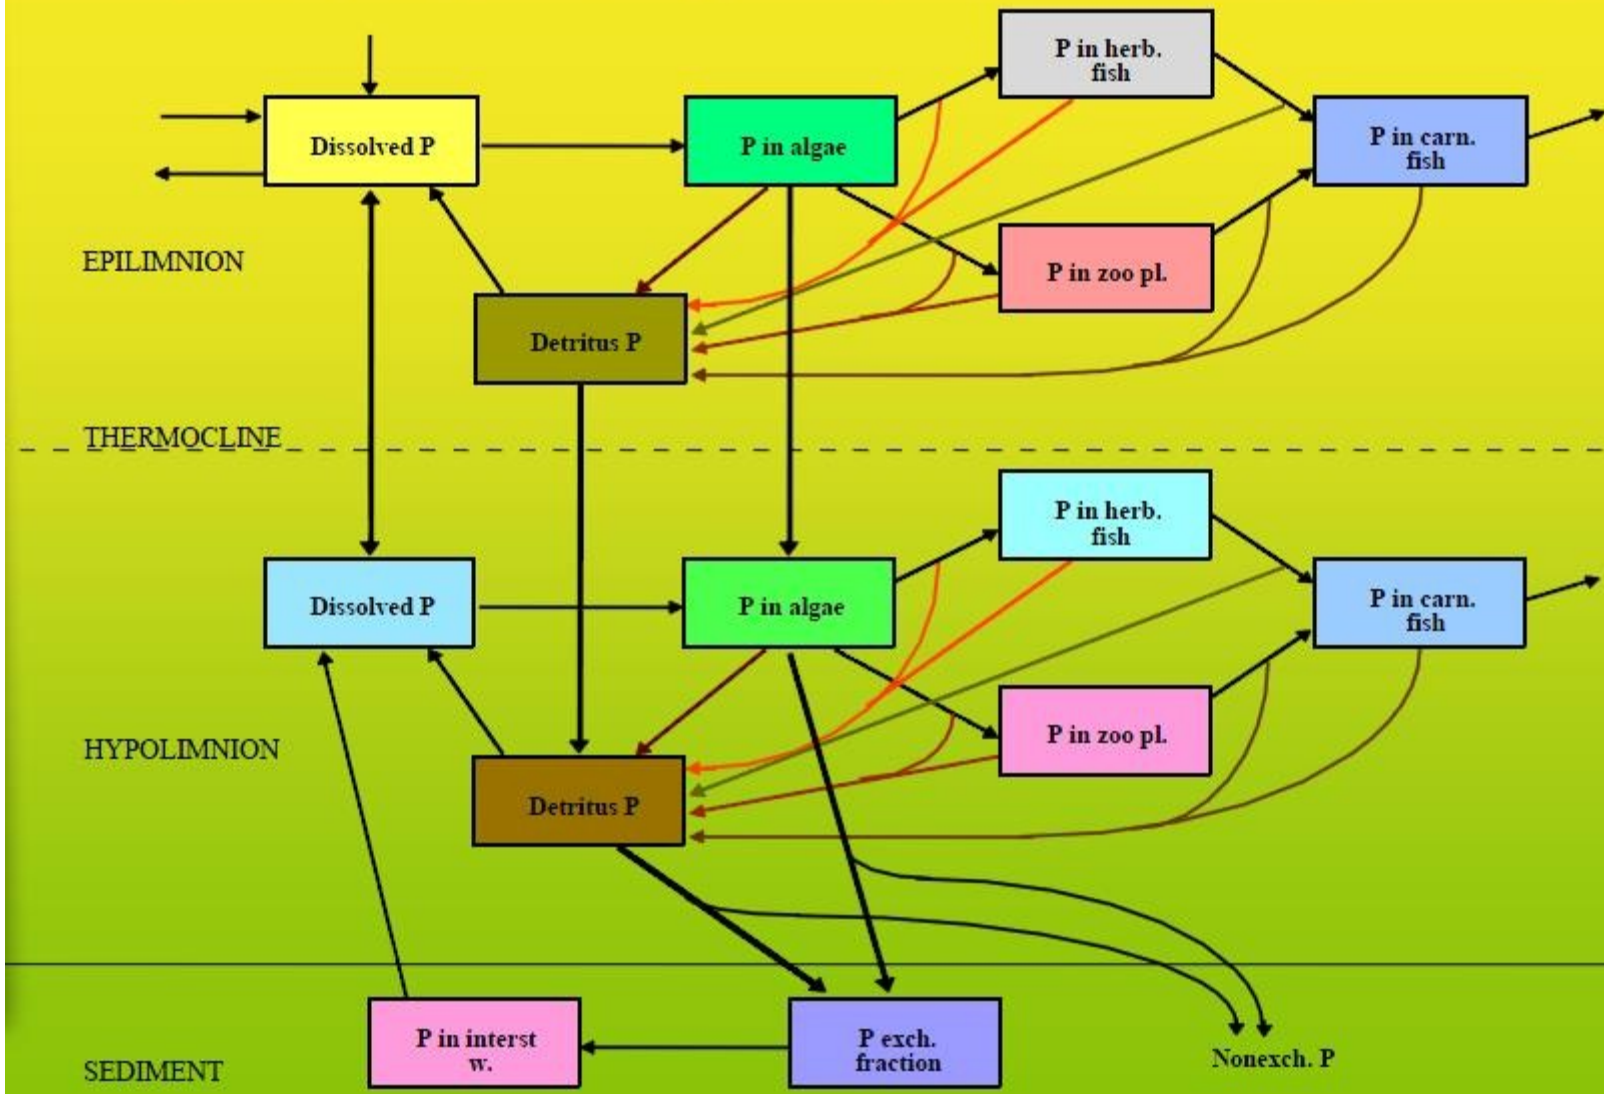 P in herb.
fish
Dissolved P
P in algae
P in carn.
fish
EPILIMNION
P in zoo pl.
Detritus P
THERMOCLINE
P in herb.
fish
Dissolved P
P in algae
P in carn.
fish
HYPOLIMNION
P in zoo pl.
Detritus P
P in interst
w.
P exch.
fraction
Nonexch. P
SEDIMENT